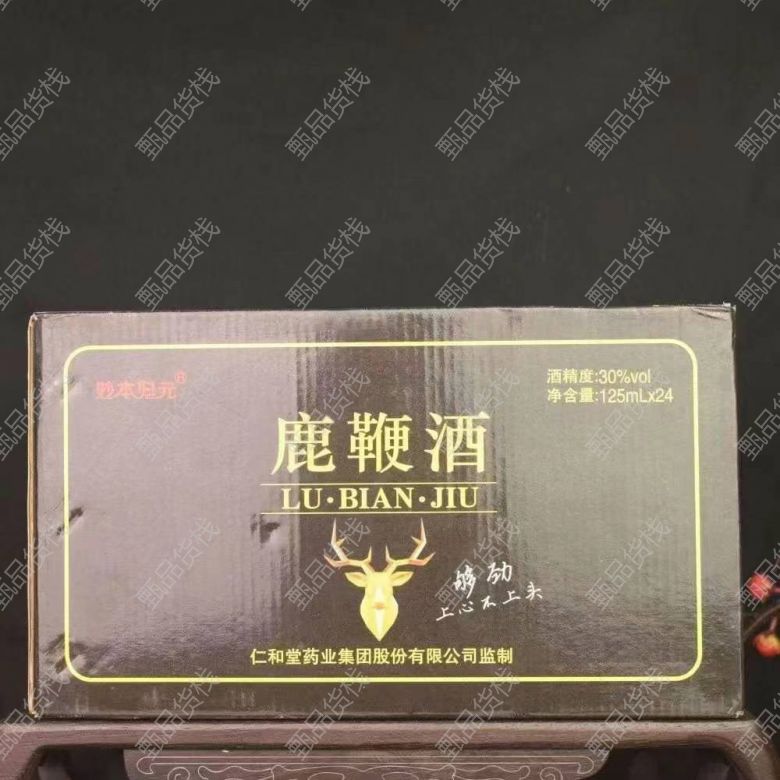 妙本归元®
酒精度:30%vol
净含量:125mLx24
鹿鞭酒
LU·BIAN·JIU
够劲
上心不上头
仁和堂药业集团股份有限公司监制
甄品货栈